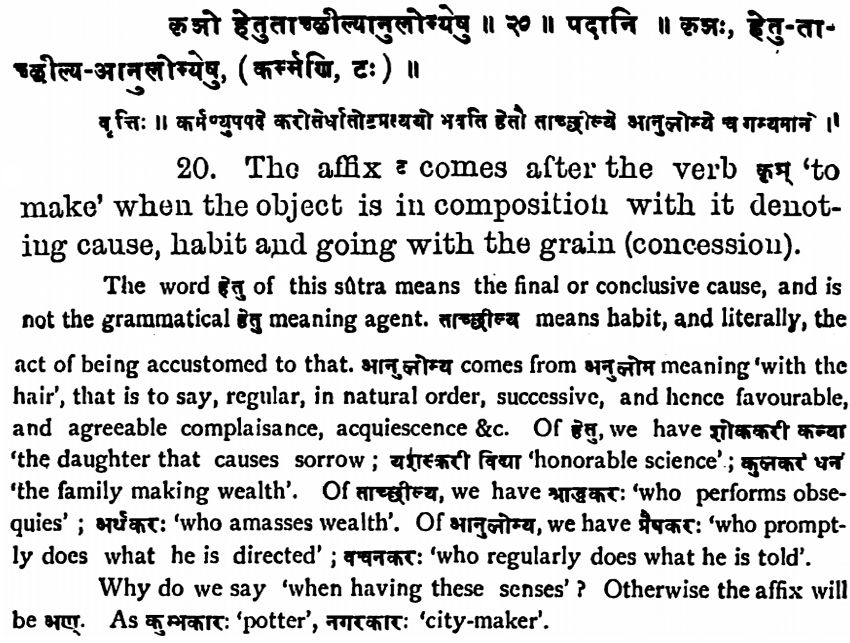 कृञो हेतुताच्छील्यानुलोम्येषु ॥ २० ॥ पदानि ॥ कृञः, हेतु-ता-
च्छील्य-आनुलोम्येषु, (कर्म्मणि, टः) ॥
वृत्तिः ॥ कर्मण्युपपदे करोतेर्धातोष्टप्रत्ययो भवति हेतौ ताच्छील्ये आनुलोम्ये च गम्यमाने ॥
20. The affix ट comes after the verb कृञ् 'to
make' when the object is in composition with it denot-
ing cause, habit and going with the grain (concession).
The word हेतु of this sûtra means the final or conclusive cause, and is
not the grammatical हेतु meaning agent. ताच्छील्य means habit, and literally, the
act of being accustomed to that. आनुलोम्य comes from अनुलोम meaning 'with the
hair', that is to say, regular, in natural order, successive, and hence favourable,
and agreeable complaisance, acquiescence &c. Of हेतु, we have शोककरी कन्या
'the daughter that causes sorrow; यशस्करी विद्या 'honorable science'; कुलकरं धनं
'the family making wealth'. Of ताच्छील्य, we have श्राद्धकरः 'who performs obse-
quies'; अर्थकरः 'who amasses wealth'. Of आनुलोम्य, we have प्रैषकरः 'who prompt-
ly does what he is directed'; वचनकरः 'who regularly does what he is told'.
Why do we say 'when having these senses'? Otherwise the affix will
be अण्. As कुम्भकारः 'potter', नगरकारः 'city-maker'.